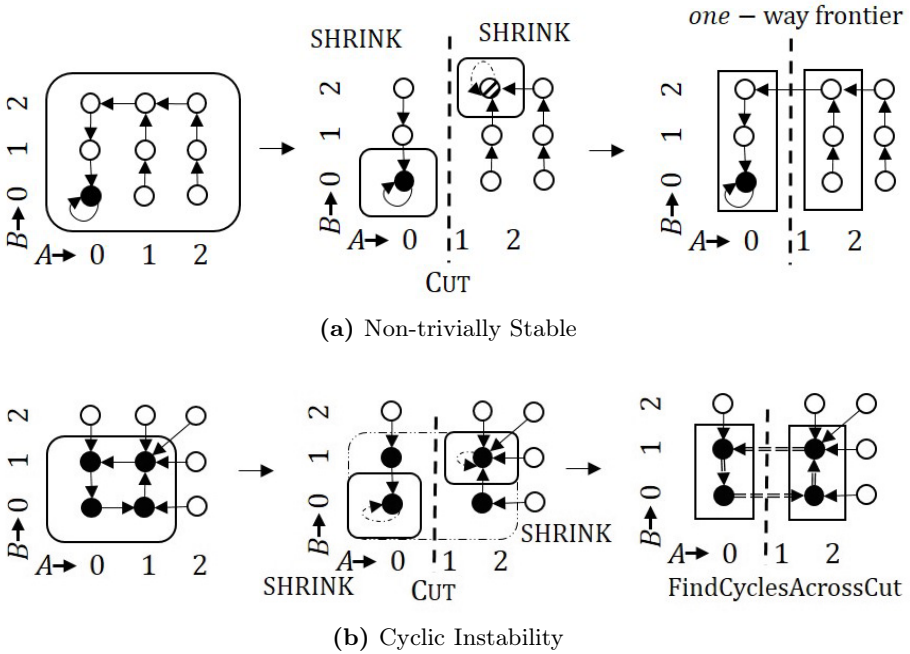 one − way frontier
SHRINK
SHRINK
2
1
B→0
A→ 0 1 2
2
1
B→0
A→ 0 1 2
2
1
B→0
A→ 0 1 2
CUT
(a) Non-trivially Stable
2
1
B→0
A→ 0 1 2
2
1
B→0
A→ 0 1 2
SHRINK
2
1
B→0
A→ 0 1 2
SHRINK
CUT
FindCyclesAcrossCut
(b) Cyclic Instability